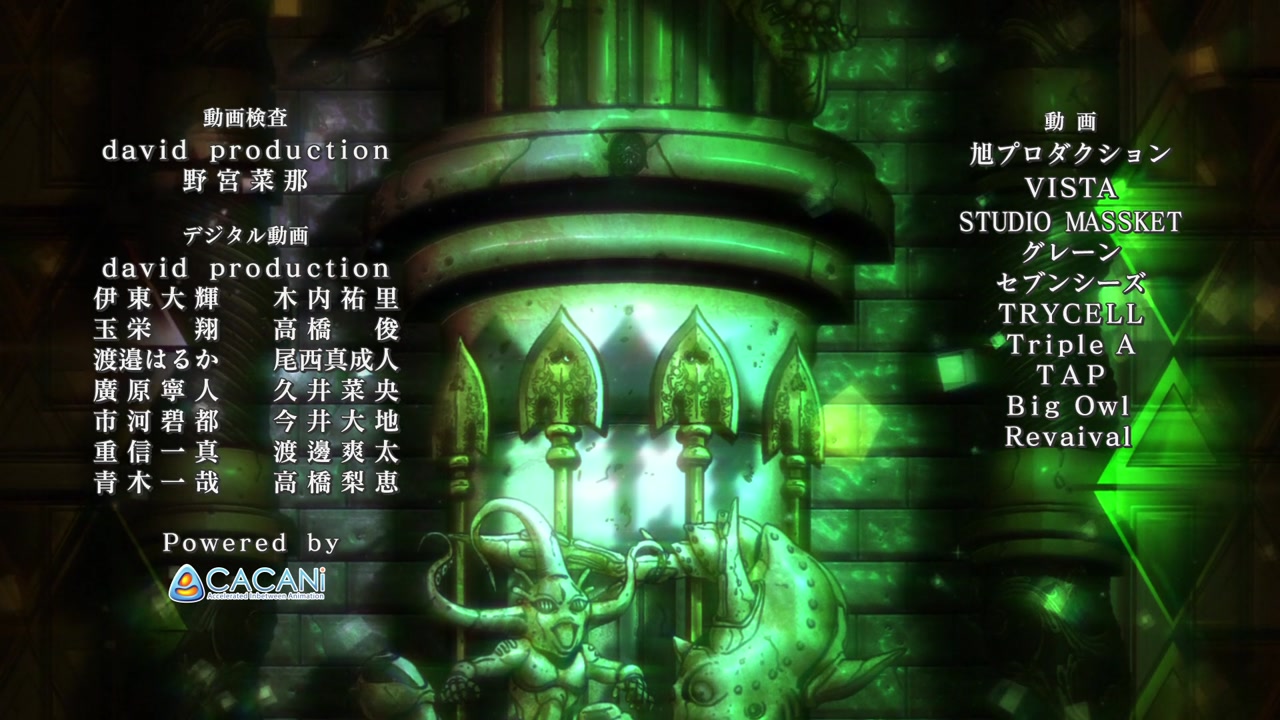 動画検査
david production
野宮菜那
デジタル動画
david production
伊東大輝 木内祐里
玉栄 翔 高橋 俊
渡邉はるか 尾西真成人
廣原寧人 久井菜央
市河碧都 今井大地
重信一真 渡邊爽太
青木一哉 高橋梨恵
Powered by
CACANi
Accelerated Inbetween Animation
動画
旭プロダクション
VISTA
STUDIO MASSKET
グレーン
セブンシーズ
TRYCELL
Triple A
TAP
Big Owl
Revaival